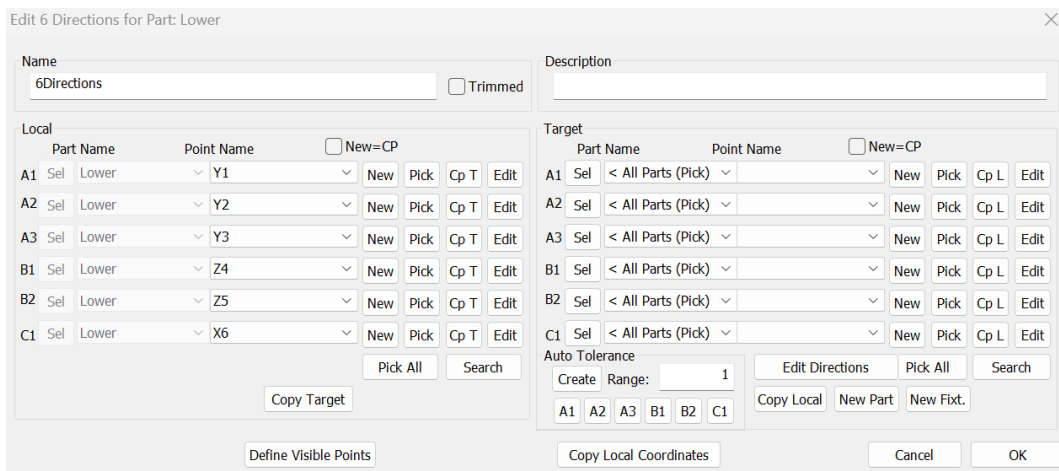 Edit 6 Directions for Part: Lower
Name
6Directions
Trimmed
Description
Local
Part Name Point Name New=CP
A1 Sel Lower Y1 New Pick Cp T Edit
A2 Sel Lower Y2 New Pick Cp T Edit
A3 Sel Lower Y3 New Pick Cp T Edit
B1 Sel Lower Z4 New Pick Cp T Edit
B2 Sel Lower Z5 New Pick Cp T Edit
C1 Sel Lower X6 New Pick Cp T Edit
Pick All Search
Copy Target
Target
Part Name Point Name New=CP
A1 Sel < All Parts (Pick) New Pick Cp L Edit
A2 Sel < All Parts (Pick) New Pick Cp L Edit
A3 Sel < All Parts (Pick) New Pick Cp L Edit
B1 Sel < All Parts (Pick) New Pick Cp L Edit
B2 Sel < All Parts (Pick) New Pick Cp L Edit
C1 Sel < All Parts (Pick) New Pick Cp L Edit
Auto Tolerance
Create Range: 1
A1 A2 A3 B1 B2 C1
Edit Directions Pick All Search
Copy Local New Part New Fixt.
Define Visible Points Copy Local Coordinates Cancel OK